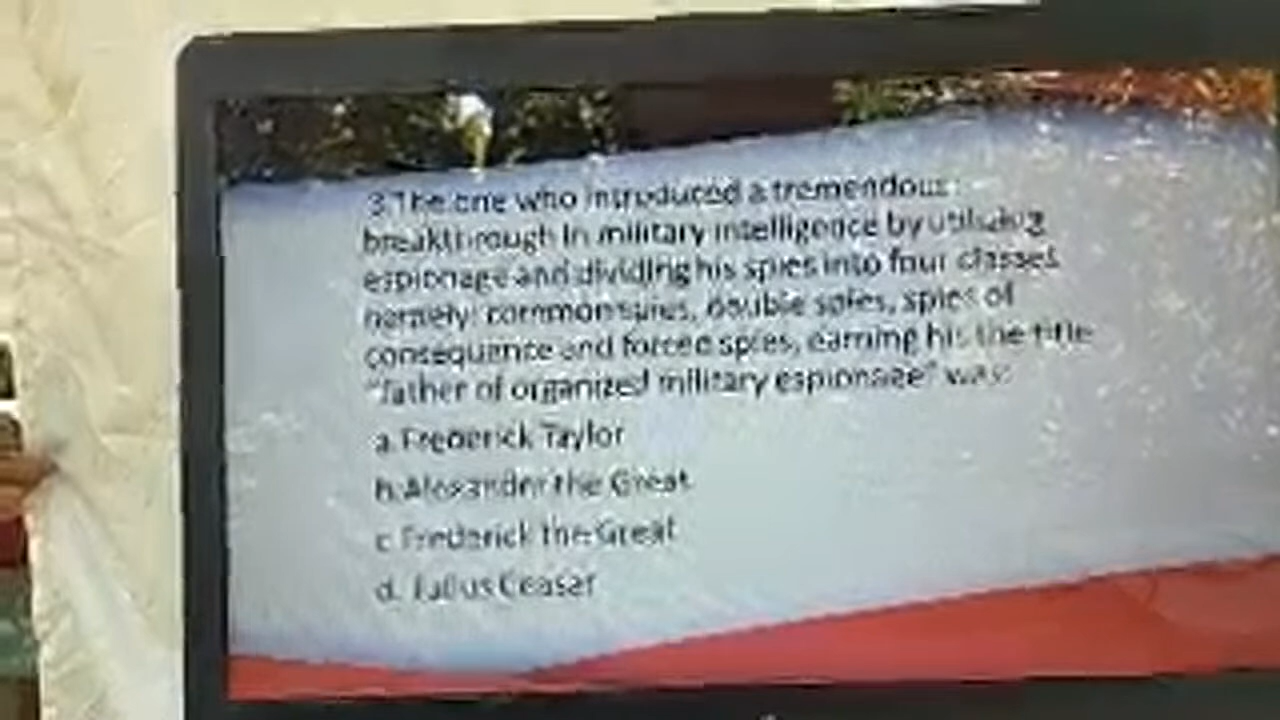 3.The one who introduced a tremendous
breakthrough in military intelligence by utilizing
espionage and dividing his spies into four classes
namely: common spies, double spies, spies of
consequence and forced spies, earning his the title
"father of organized military espionage" was:
a. Frederick Taylor
b. Alexander the Great
c. Frederick the Great
d. Julius Ceaser